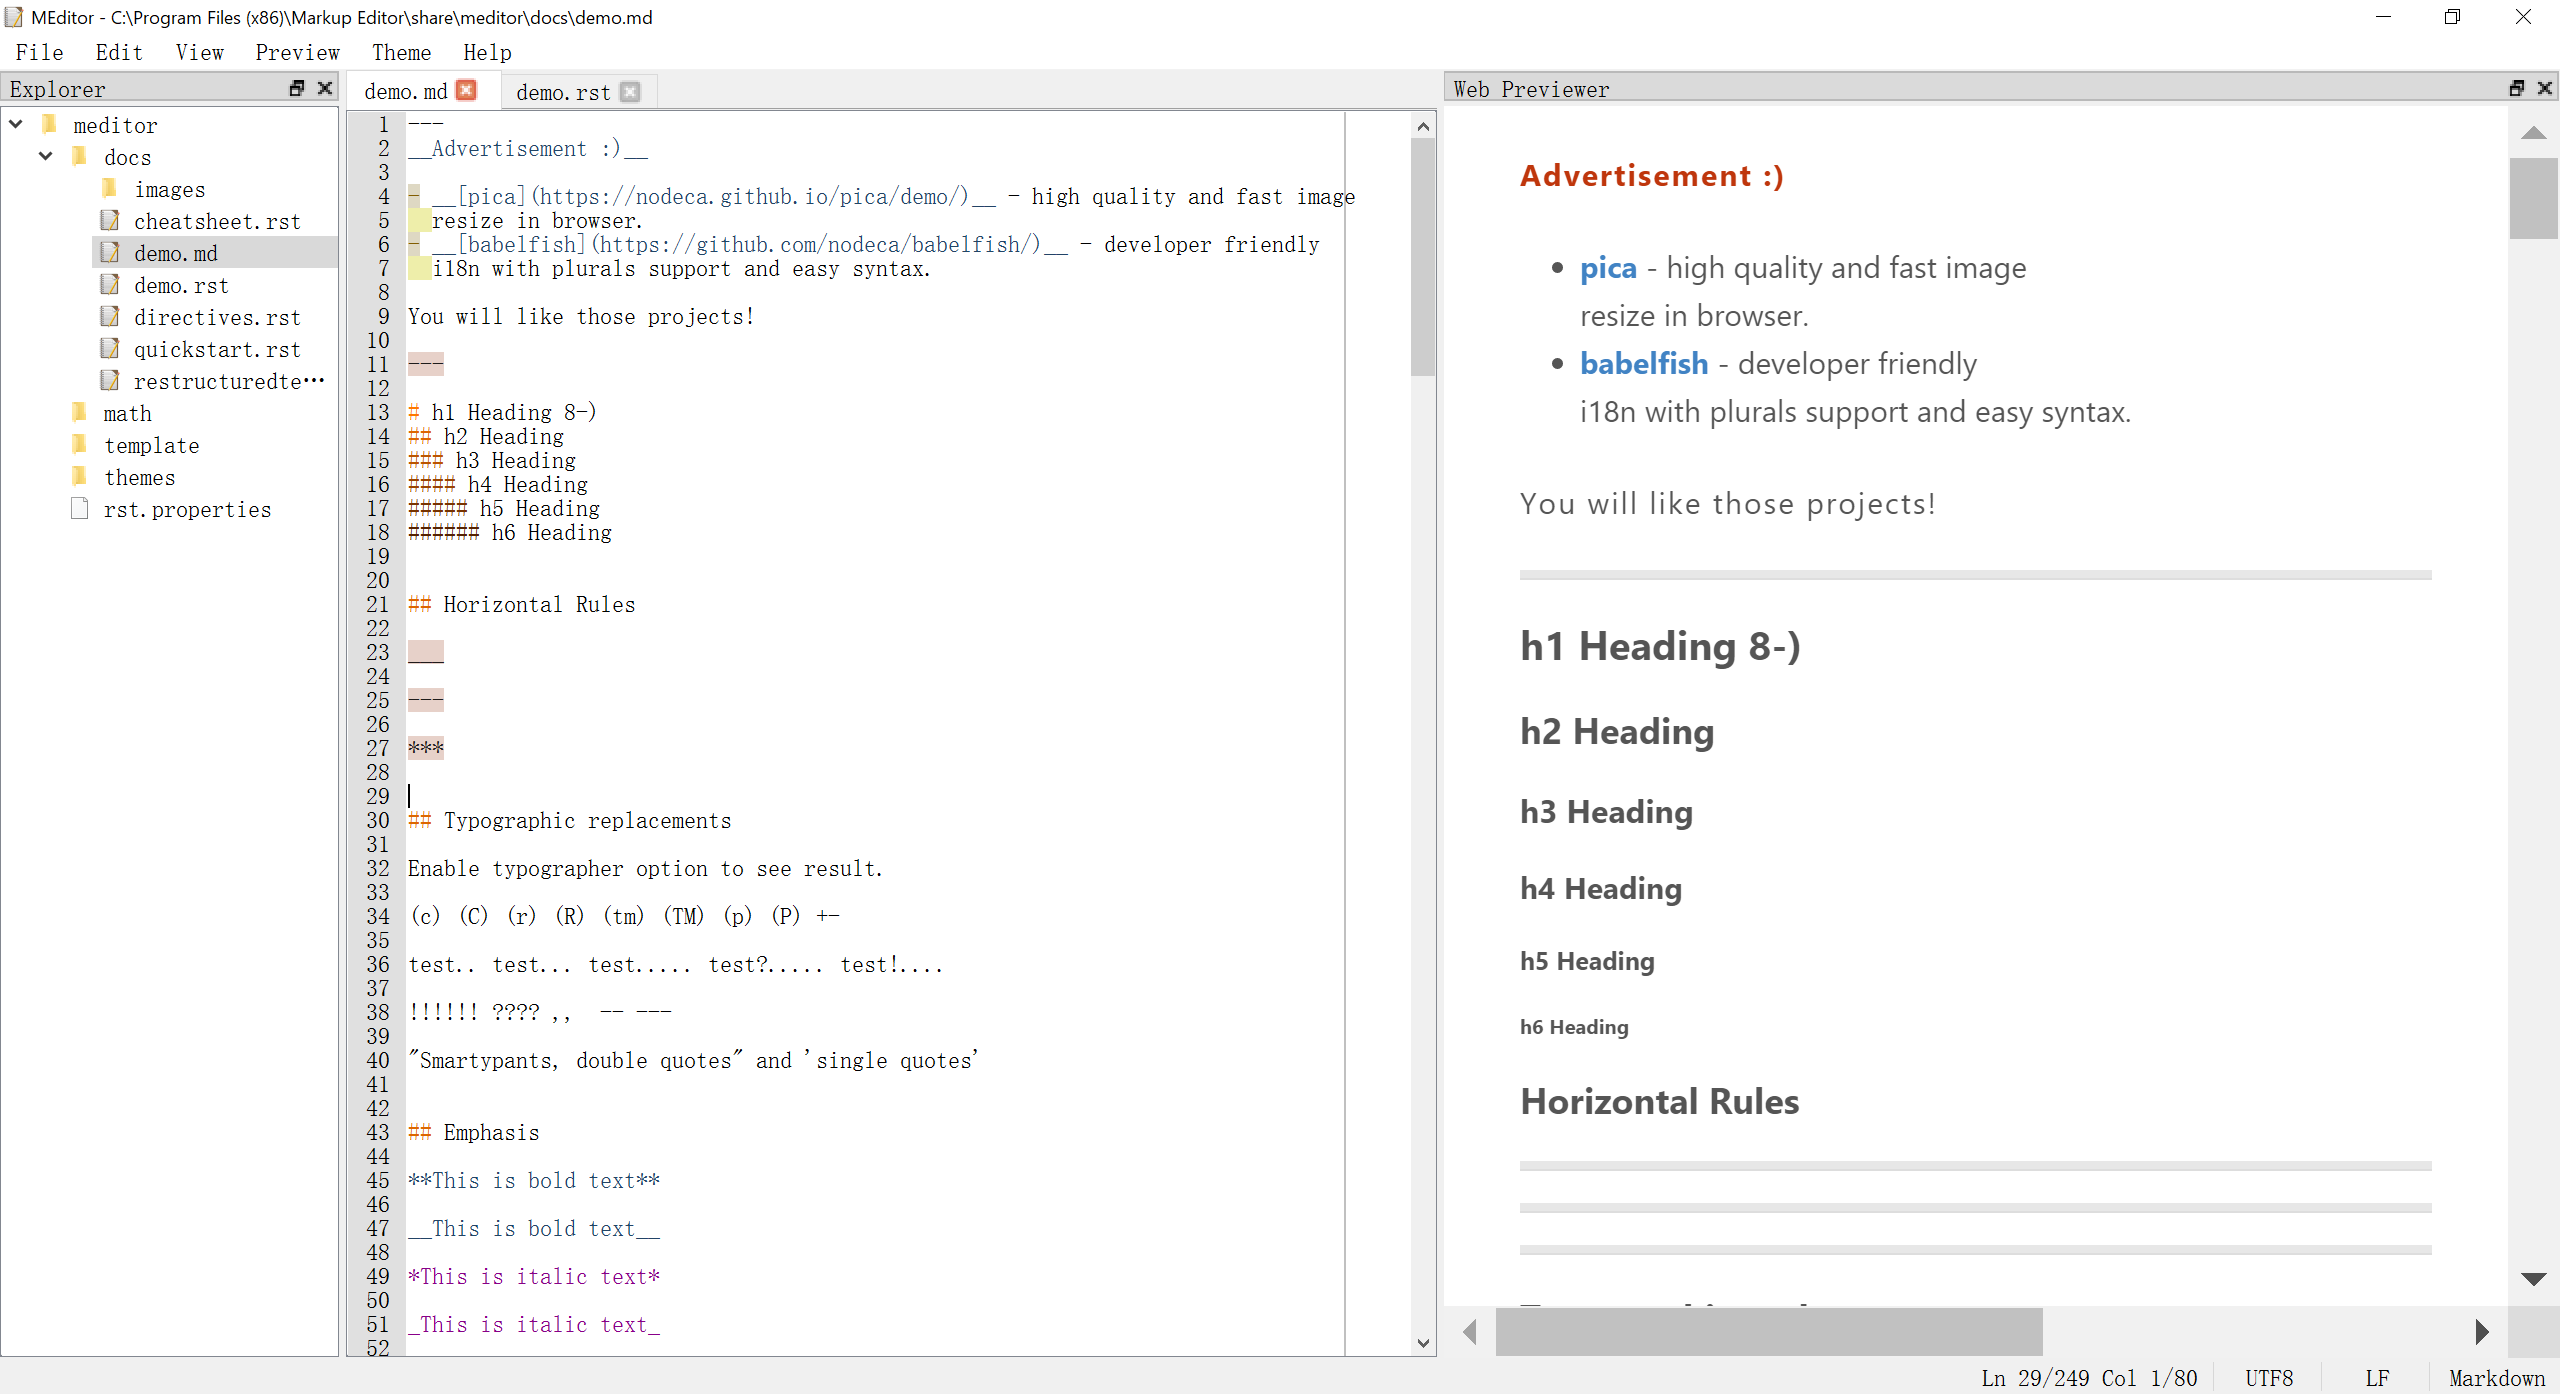 MEditor - C:\Program Files (x86)\Markup Editor\share\meditor\docs\demo.md
File Edit View Preview Theme Help
Explorer
meditor
docs
images
cheatsheet.rst
demo.md
demo.rst
directives.rst
quickstart.rst
restructuredte···
math
template
themes
rst.properties
demo.md demo.rst
1 ---
2 __Advertisement :)__
3
4 - __[pica](https://nodeca.github.io/pica/demo/)__ - high quality and fast image
5 resize in browser.
6 - __[babelfish](https://github.com/nodeca/babelfish/)__ - developer friendly
7 i18n with plurals support and easy syntax.
8
9 You will like those projects!
10
11 ---
12
13 # h1 Heading 8-)
14 ## h2 Heading
15 ### h3 Heading
16 #### h4 Heading
17 ##### h5 Heading
18 ###### h6 Heading
19
20
21 ## Horizontal Rules
22
23 ___
24
25 ---
26
27 ***
28
29
30 ## Typographic replacements
31
32 Enable typographer option to see result.
33
34 (c) (C) (r) (R) (tm) (TM) (p) (P) +-
35
36 test.. test... test..... test?..... test!....
37
38 !!!!!! ???? ,,  -- ---
39
40 "Smartypants, double quotes" and 'single quotes'
41
42
43 ## Emphasis
44
45 **This is bold text**
46
47 __This is bold text__
48
49 *This is italic text*
50
51 _This is italic text_
52
Web Previewer
Advertisement :)
• pica - high quality and fast image
resize in browser.
• babelfish - developer friendly
i18n with plurals support and easy syntax.
You will like those projects!
h1 Heading 8-)
h2 Heading
h3 Heading
h4 Heading
h5 Heading
h6 Heading
Horizontal Rules
Ln 29/249 Col 1/80 UTF8 LF Markdown